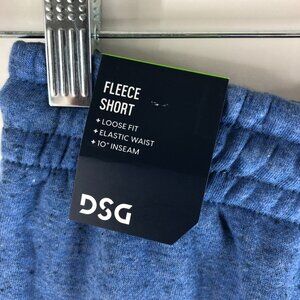 FLEECE
SHORT
+ LOOSE FIT
+ ELASTIC WAIST
+ 10" INSEAM
DSG